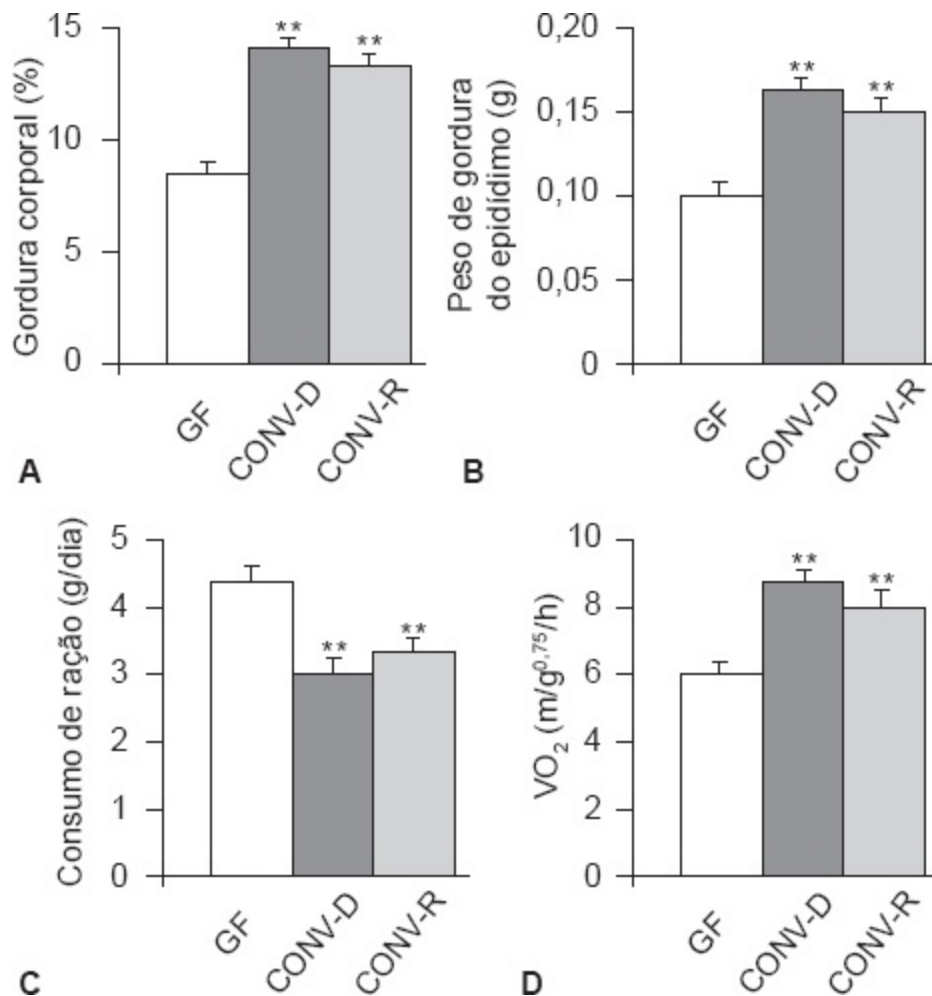 Gordura corporal (%)
15
10
5
0
**
**
GF
CONV-D
CONV-R
A
Peso de gordura
do epidídimo (g)
0,20
0,15
0,10
0,05
0
**
**
GF
CONV-D
CONV-R
B
Consumo de ração (g/dia)
5
4
3
2
1
0
**
**
GF
CONV-D
CONV-R
C
VO₂ (m/g^0,75/h)
10
8
6
4
2
0
**
**
GF
CONV-D
CONV-R
D